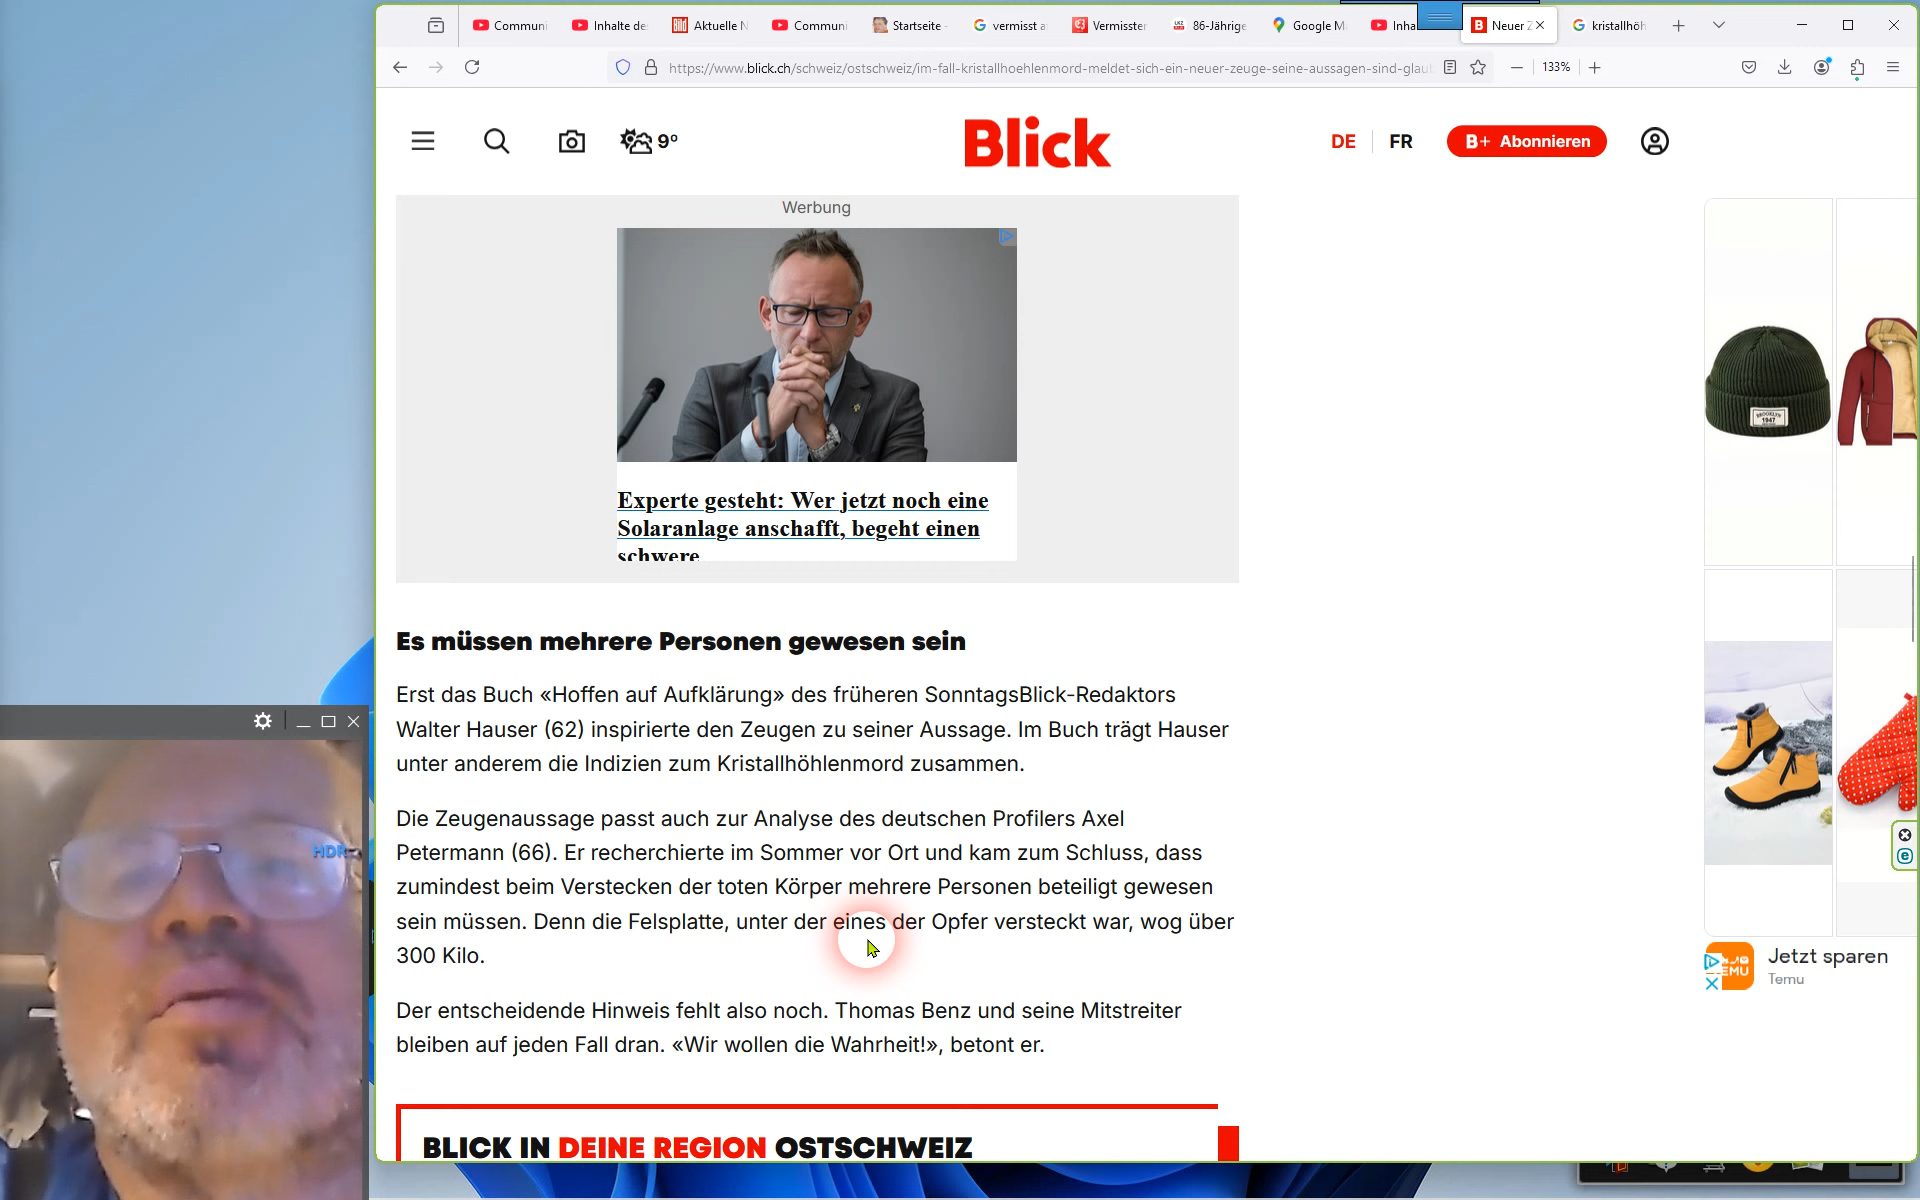 Communi
Inhalte de
Aktuelle N
Communi
Startseite -
vermisst a
Vermisster
86-Jährige
Google M
Inha
Neuer Z
kristallhöh
https://www.blick.ch/schweiz/ostschweiz/im-fall-kristallhoehlenmord-meldet-sich-ein-neuer-zeuge-seine-aussagen-sind-glaub
133%
9°
Blick
DE
FR
B+ Abonnieren
Werbung
Experte gesteht: Wer jetzt noch eine
Solaranlage anschafft, begeht einen
schwere
BROOKLYN
1947
Es müssen mehrere Personen gewesen sein
Erst das Buch «Hoffen auf Aufklärung» des früheren SonntagsBlick-Redaktors
Walter Hauser (62) inspirierte den Zeugen zu seiner Aussage. Im Buch trägt Hauser
unter anderem die Indizien zum Kristallhöhlenmord zusammen.
Die Zeugenaussage passt auch zur Analyse des deutschen Profilers Axel
Petermann (66). Er recherchierte im Sommer vor Ort und kam zum Schluss, dass
zumindest beim Verstecken der toten Körper mehrere Personen beteiligt gewesen
sein müssen. Denn die Felsplatte, unter der eines der Opfer versteckt war, wog über
300 Kilo.
Der entscheidende Hinweis fehlt also noch. Thomas Benz und seine Mitstreiter
bleiben auf jeden Fall dran. «Wir wollen die Wahrheit!», betont er.
BLICK IN DEINE REGION OSTSCHWEIZ
HDR
EMU
Jetzt sparen
Temu